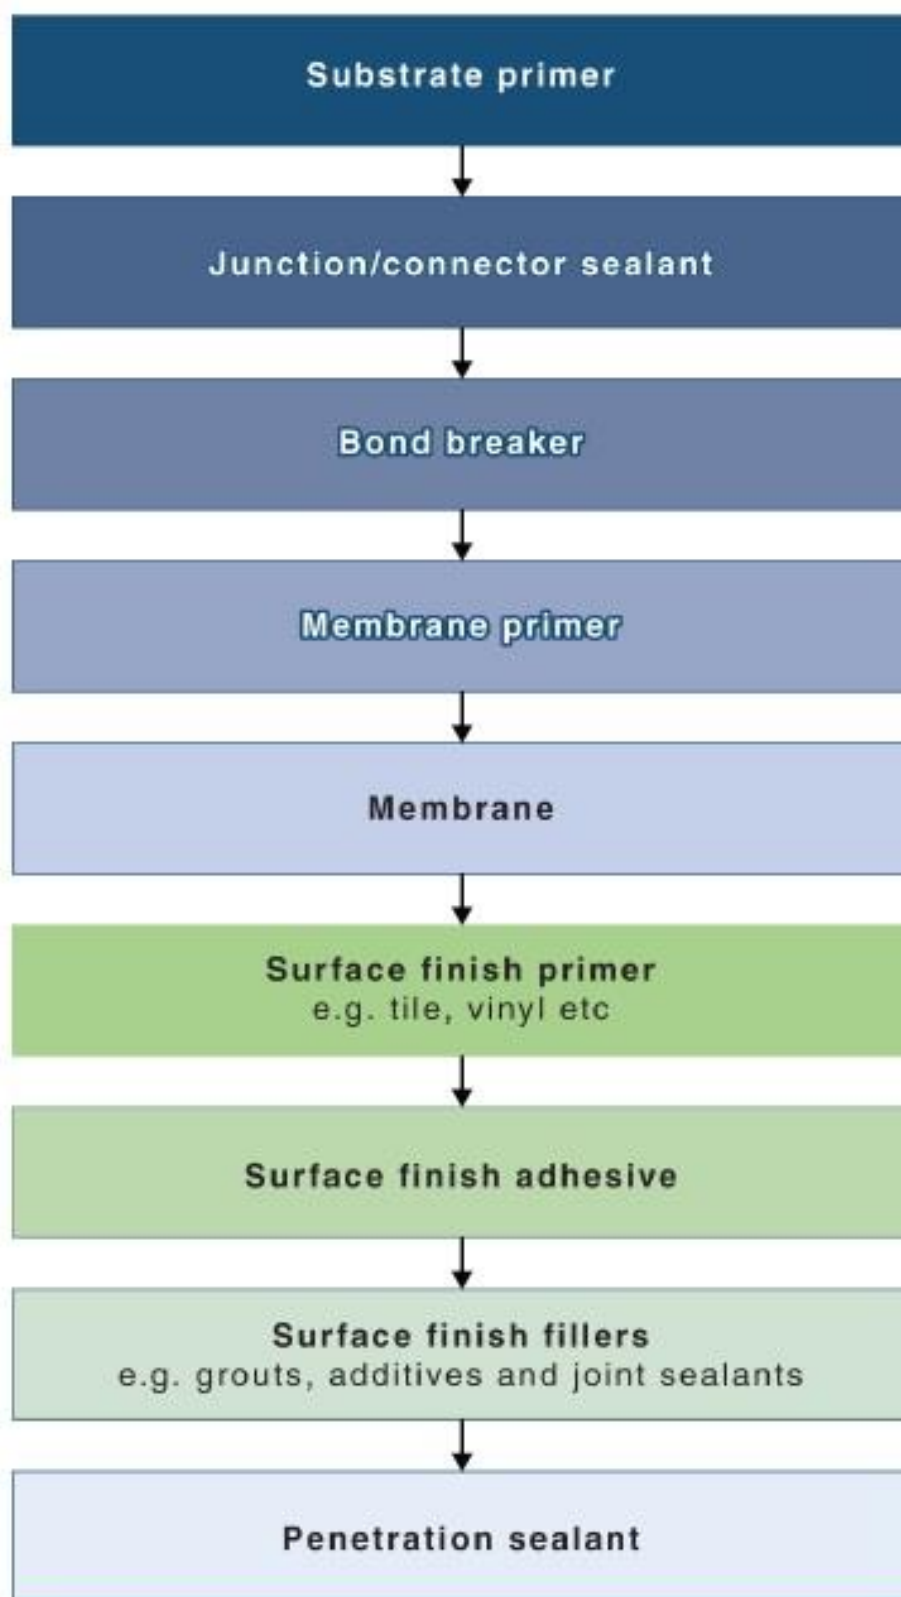 Substrate primer
Junction/connector sealant
Bond breaker
Membrane primer
Membrane
Surface finish primer
e.g. tile, vinyl etc
Surface finish adhesive
Surface finish fillers
e.g. grouts, additives and joint sealants
Penetration sealant